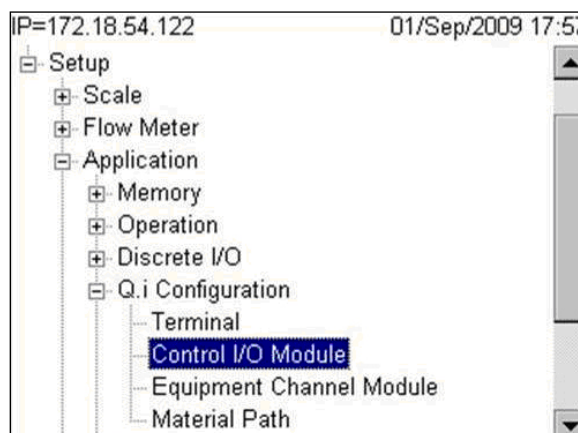 IP=172.18.54.122 01/Sep/2009 17:57
Setup
Scale
Flow Meter
Application
Memory
Operation
Discrete I/O
Q.i Configuration
Terminal
Control I/O Module
Equipment Channel Module
Material Path